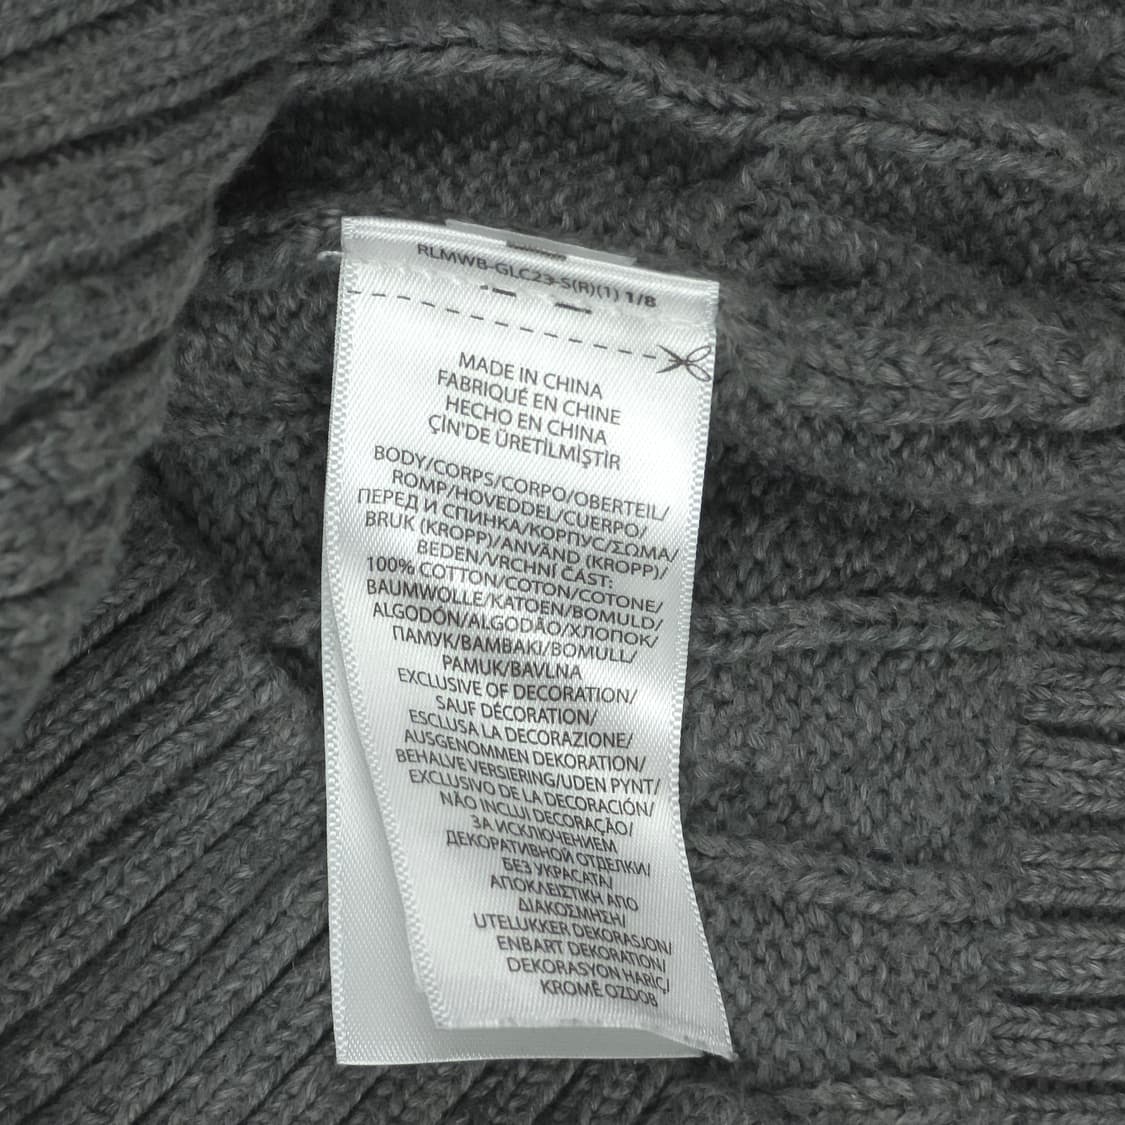 RLMWB-GLC23-S(R)(1) 1/8
MADE IN CHINA
FABRIQUÉ EN CHINE
HECHO EN CHINA
ÇİN'DE ÜRETİLMİŞTİR
BODY/CORPS/CORPO/OBERTEIL/
ROMP/HOVEDDEL/CUERPO/
ПЕРЕД И СПИНКА/КОРПУС/ΣΩΜΑ/
BRUK (KROPP)/ANVÄND (KROPP)/
BEDEN/VRCHNÍ ČÁST:
100% COTTON/COTON/COTONE/
BAUMWOLLE/KATOEN/BOMULD/
ALGODÓN/ALGODÃO/ХЛОПОК/
ПАМУК/ΒΑΜΒΑΚΙ/BOMULL/
PAMUK/BAVLNA
EXCLUSIVE OF DECORATION/
SAUF DÉCORATION/
ESCLUSA LA DECORAZIONE/
AUSGENOMMEN DEKORATION/
BEHALVE VERSIERING/UDEN PYNT/
EXCLUSIVO DE LA DECORACIÓN/
NÃO INCLUI DECORAÇÃO/
ЗА ИСКЛЮЧЕНИЕМ
ДЕКОРАТИВНОЙ ОТДЕЛКИ/
БЕЗ УКРАСАТА/
ΑΠΟΚΛΕΙΣΤΙΚΗ ΑΠΟ
ΔΙΑΚΟΣΜΗΣΗ/
UTELUKKER DEKORASJON/
ENBART DEKORATION/
DEKORASYON HARİÇ/
KROMĚ OZDOB